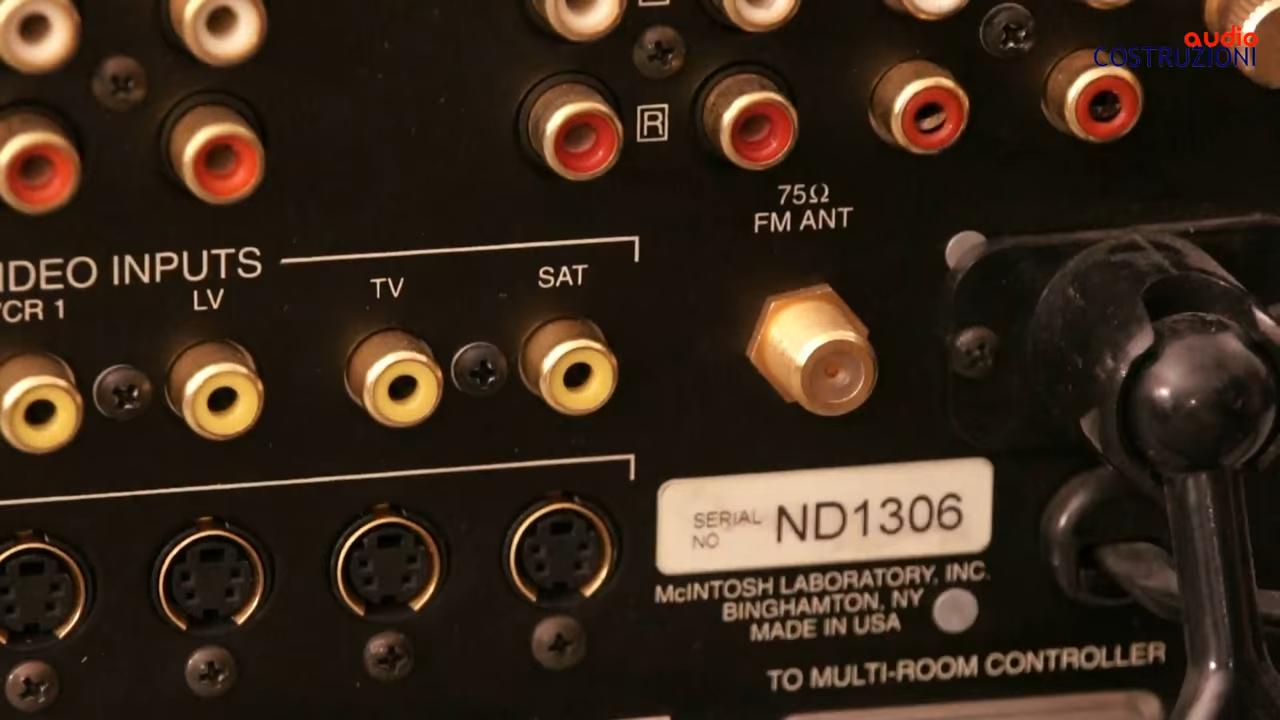 audio
COSTRUZIONI
R
75Ω
FM ANT
IDEO INPUTS
CR 1
LV
TV
SAT
SERIAL
NO
ND1306
McINTOSH LABORATORY, INC.
BINGHAMTON, NY
MADE IN USA
TO MULTI-ROOM CONTROLLER